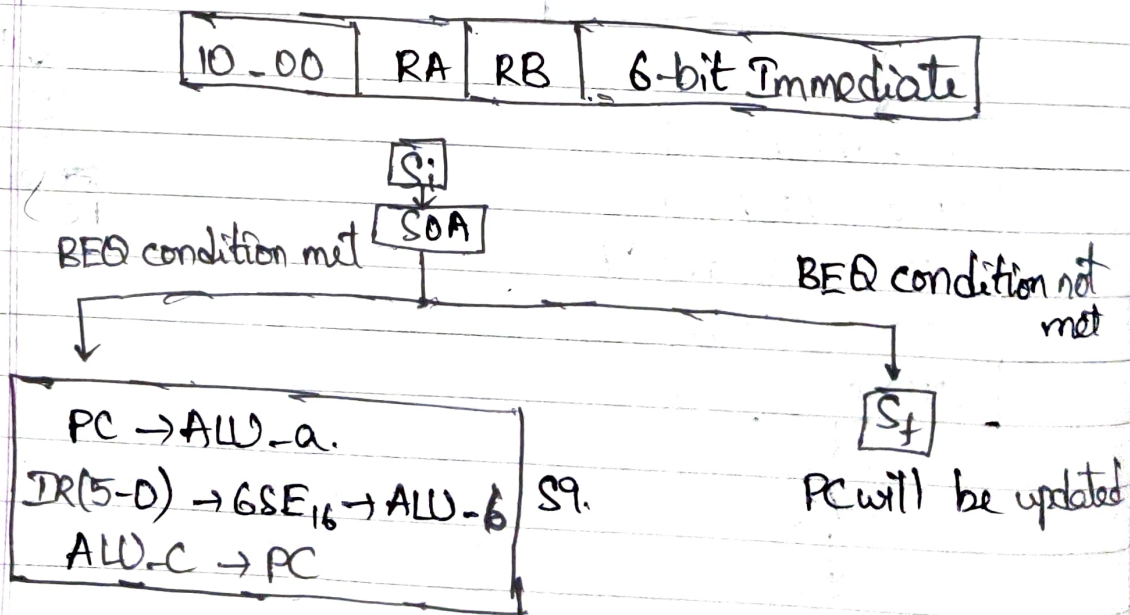 10_00 RA RB 6-bit Immediate
Si
S0A
BEQ condition met
BEQ condition not
met
PC → ALU_a.
IR(5-0) → 6SE16 → ALU_b
ALU_C → PC
S9.
Sf
PC will be updated